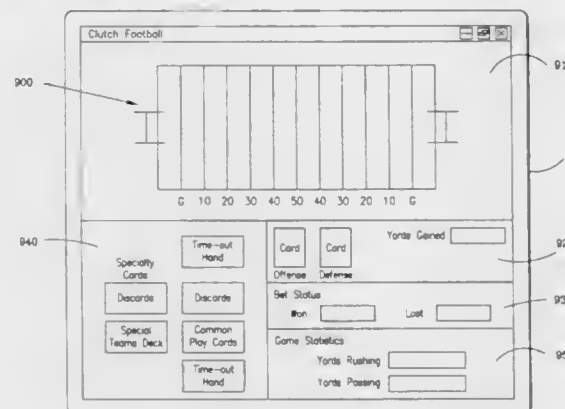 Clutch Football
900
G 10 20 30 40 50 40 30 20 10 G
940
Time-out
Hand
Specialty
Cards
Discards
Discards
Special
Teams Deck
Common
Play Cards
Time-out
Hand
Card
Card
Offense
Defense
Yards Gained
Bet Status
Won
Lost
Game Statistics
Yards Rushing
Yards Passing